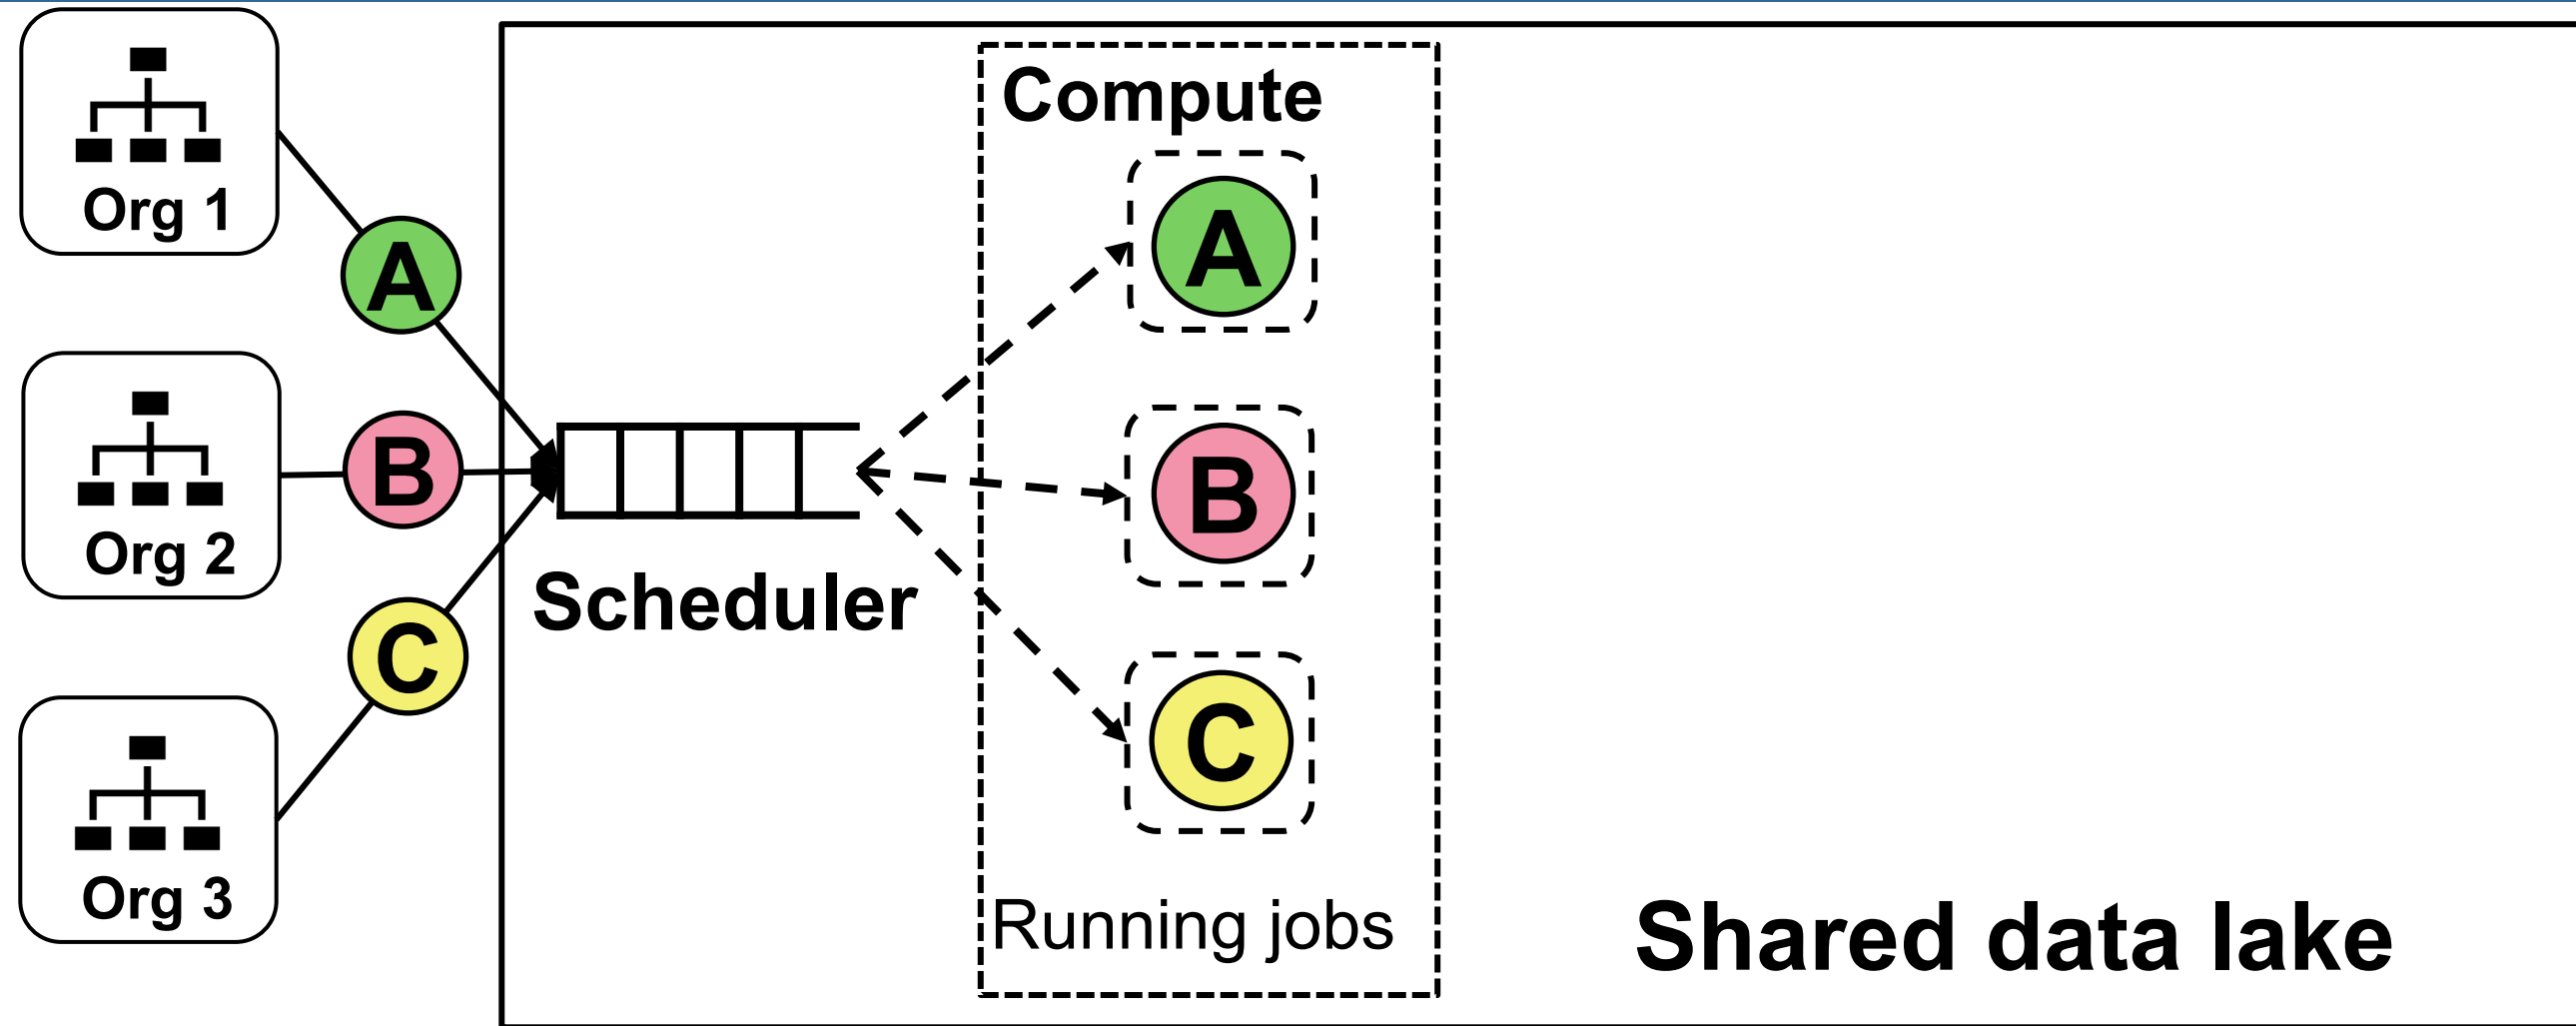 Org 1
A
Org 2
B
Org 3
C
Scheduler
Compute
A
B
C
Running jobs
Shared data lake